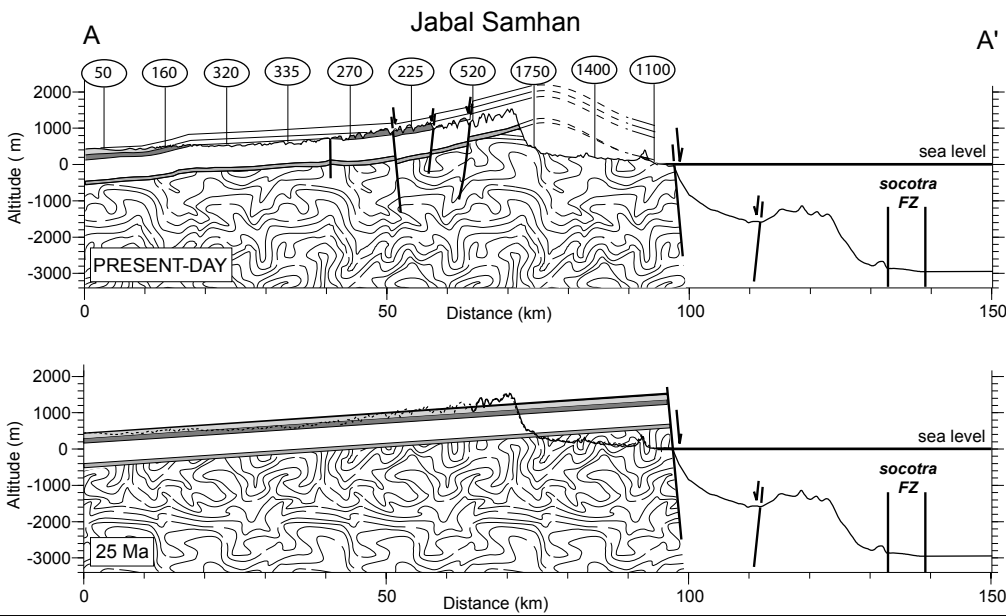 Jabal Samhan
A
A'
50 160 320 335 270 225 520 1750 1400 1100
2000
1000
0
-1000
-2000
-3000
Altitude ( m)
sea level
socotra
FZ
PRESENT-DAY
0 50 100 150
Distance (km)
2000
1000
0
-1000
-2000
-3000
Altitude (m)
sea level
socotra
FZ
25 Ma
0 50 100 150
Distance (km)